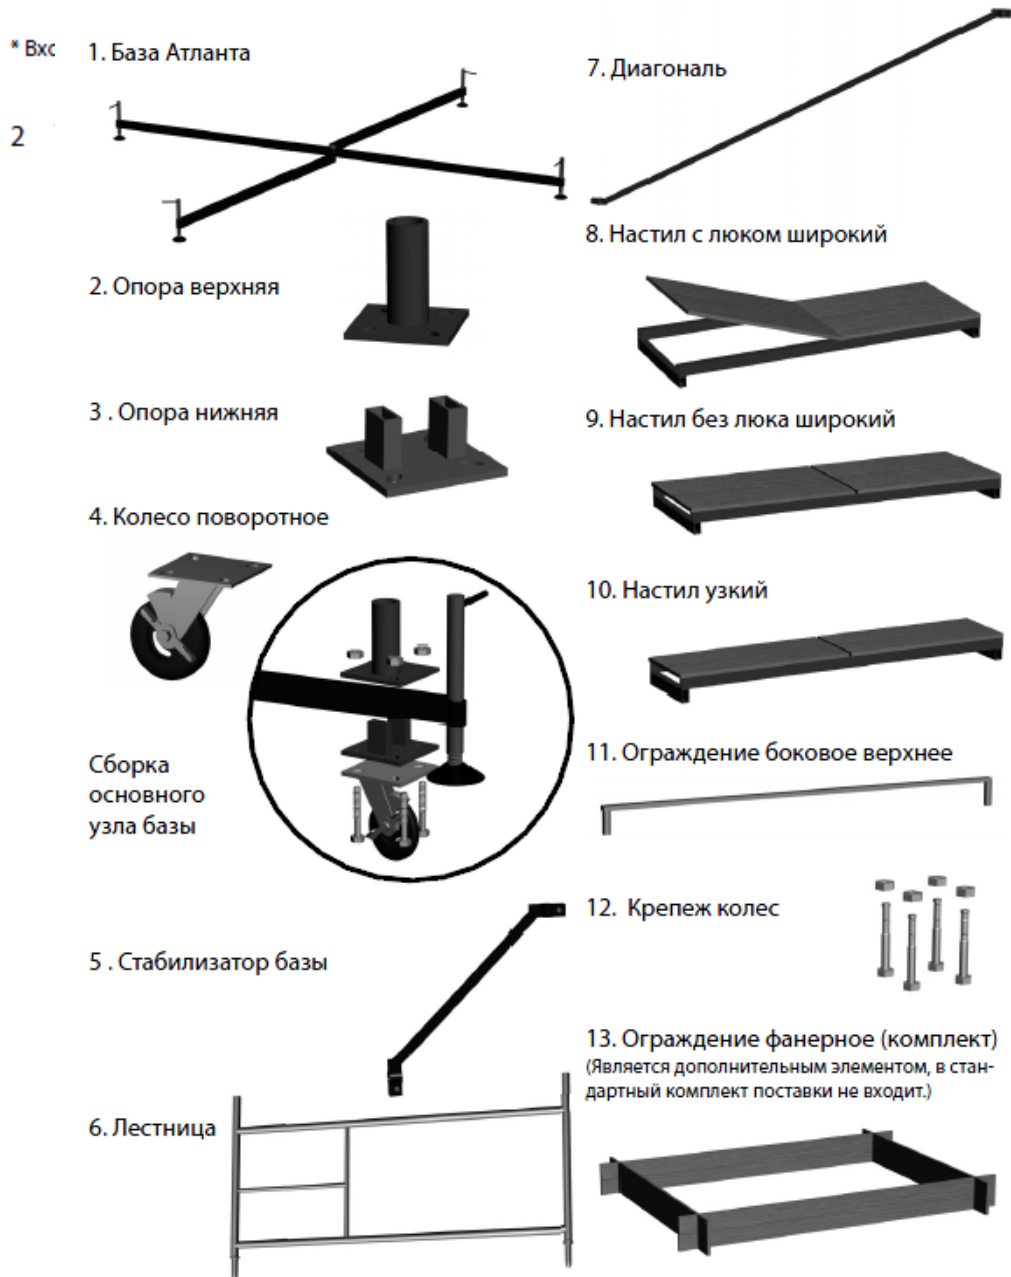 * Вхс
2
1. База Атланта
2. Опора верхняя
3 . Опора нижняя
4. Колесо поворотное
Сборка
основного
узла базы
5 . Стабилизатор базы
6. Лестница
7. Диагональ
8. Настил с люком широкий
9. Настил без люка широкий
10. Настил узкий
11. Ограждение боковое верхнее
12. Крепеж колес
13. Ограждение фанерное (комплект)
(Является дополнительным элементом, в стан-
дартный комплект поставки не входит.)